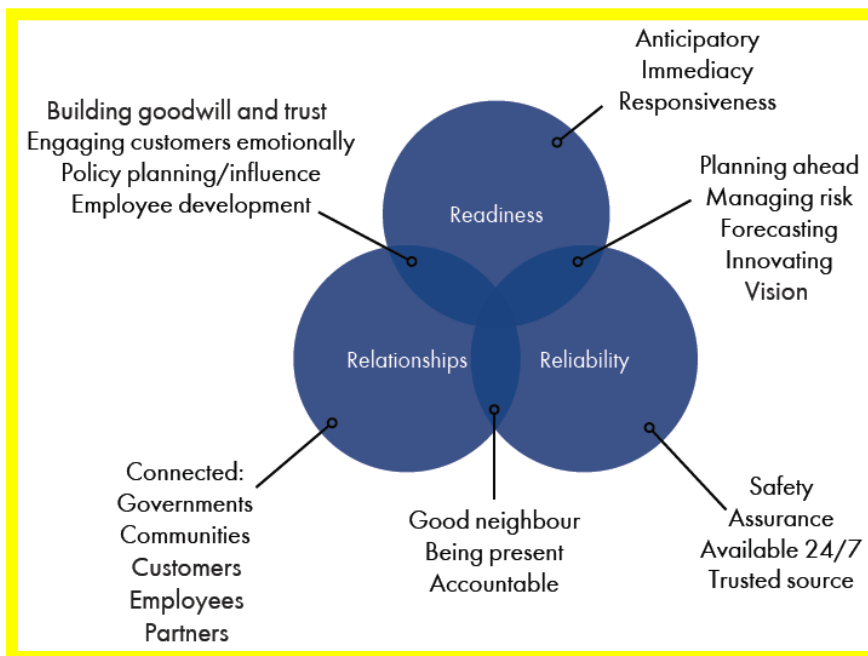 Anticipatory
Immediacy
Responsiveness
Building goodwill and trust
Engaging customers emotionally
Policy planning/influence
Employee development
Planning ahead
Managing risk
Forecasting
Innovating
Vision
Readiness
Relationships
Reliability
Connected:
Governments
Communities
Customers
Employees
Partners
Good neighbour
Being present
Accountable
Safety
Assurance
Available 24/7
Trusted source